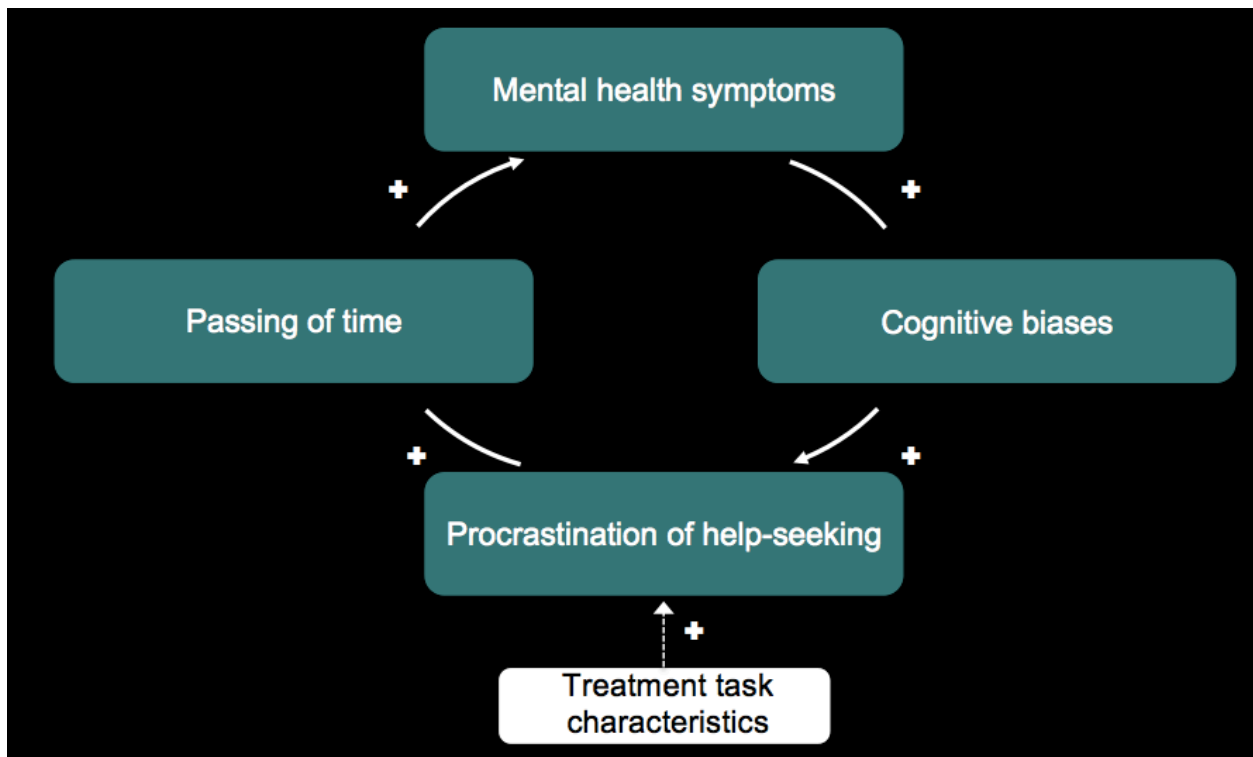 Mental health symptoms
+
+
Passing of time
Cognitive biases
+
+
Procrastination of help-seeking
+
Treatment task
characteristics